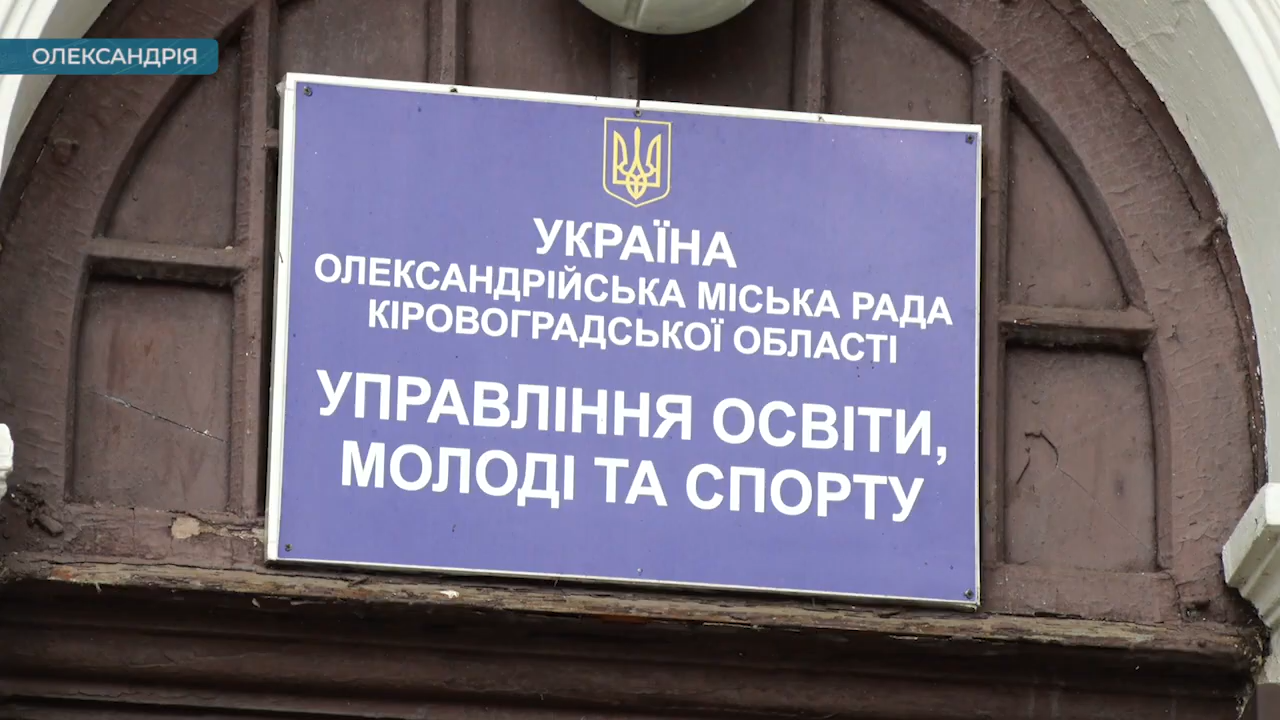 ОЛЕКСАНДРІЯ
УКРАЇНА
ОЛЕКСАНДРІЙСЬКА МІСЬКА РАДА
КІРОВОГРАДСЬКОЇ ОБЛАСТІ
УПРАВЛІННЯ ОСВІТИ,
МОЛОДІ ТА СПОРТУ